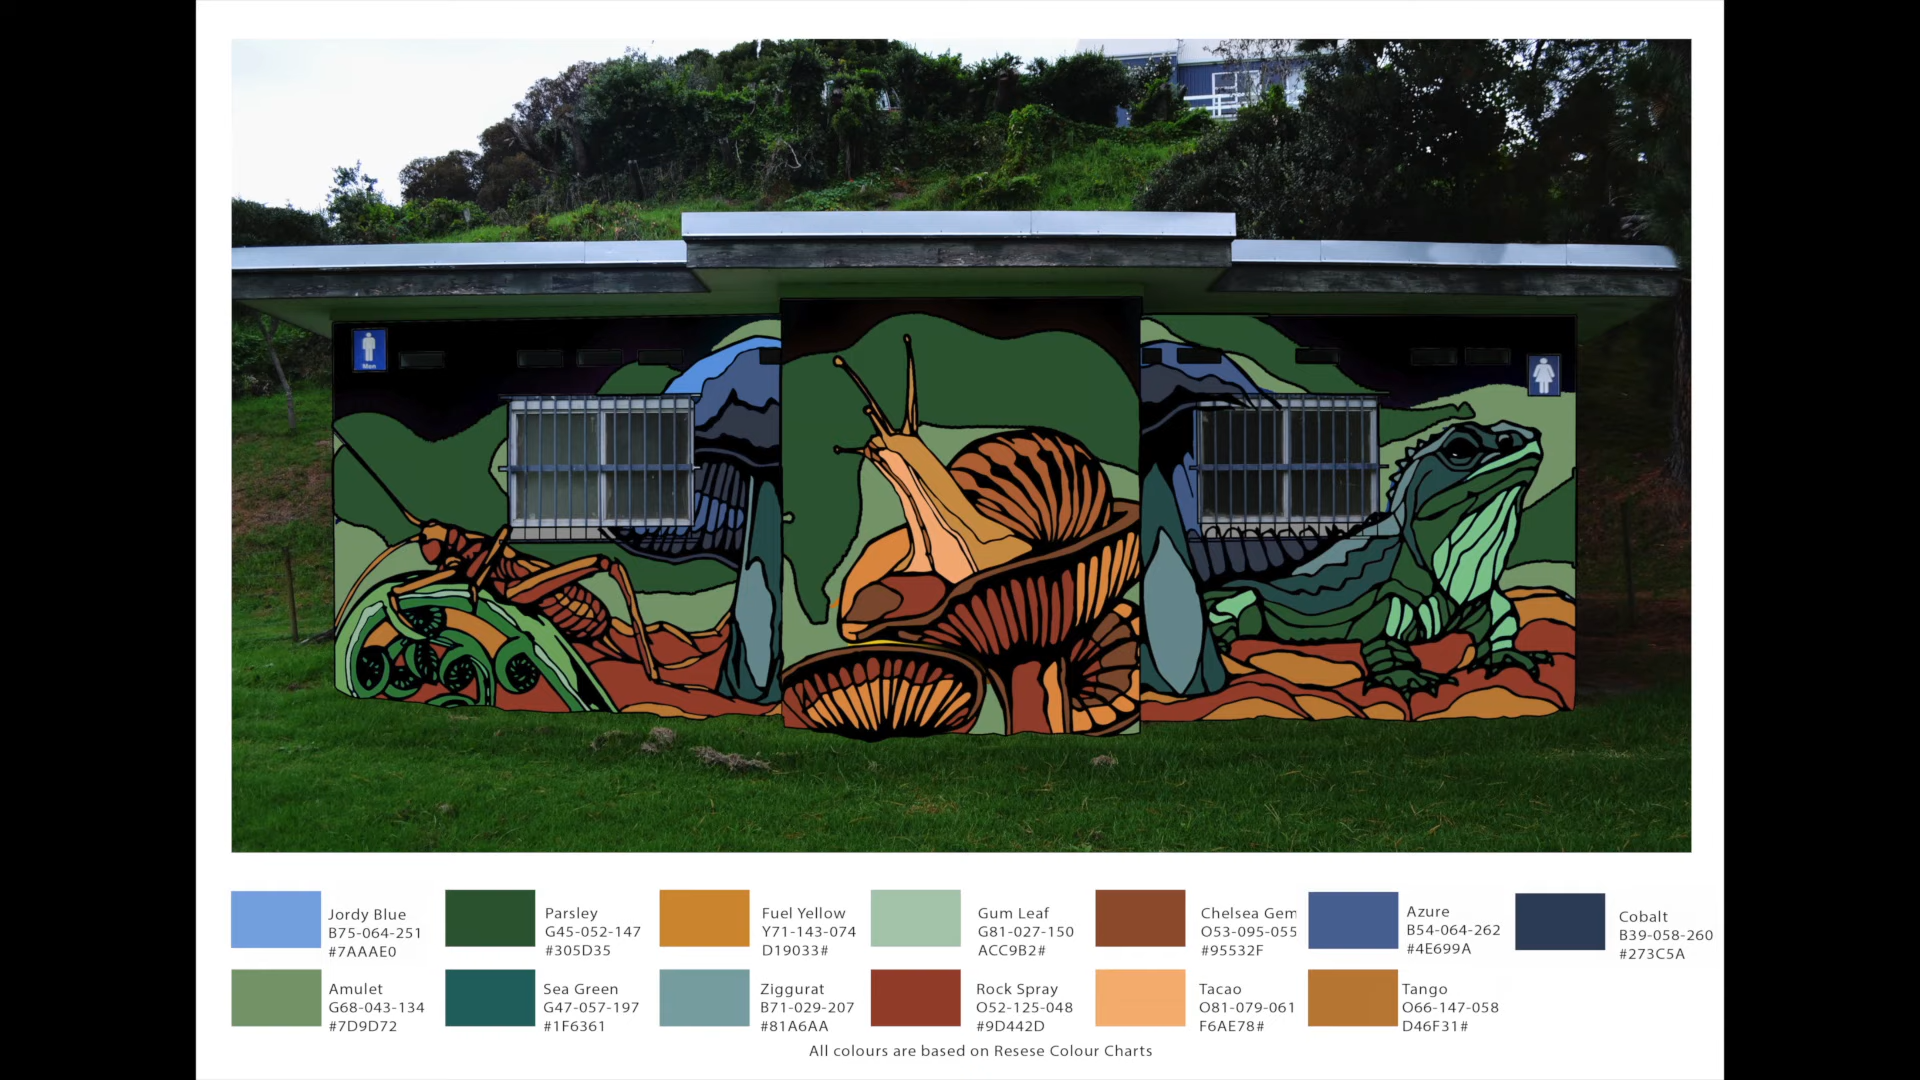 Men
Jordy Blue
B75-064-251
#7AAAE0
Parsley
G45-052-147
#305D35
Fuel Yellow
Y71-143-074
D19033#
Gum Leaf
G81-027-150
ACC9B2#
Chelsea Gem
O53-095-055
#95532F
Azure
B54-064-262
#4E699A
Cobalt
B39-058-260
#273C5A
Amulet
G68-043-134
#7D9D72
Sea Green
G47-057-197
#1F6361
Ziggurat
B71-029-207
#81A6AA
Rock Spray
O52-125-048
#9D442D
Tacao
O81-079-061
F6AE78#
Tango
O66-147-058
D46F31#
All colours are based on Resese Colour Charts